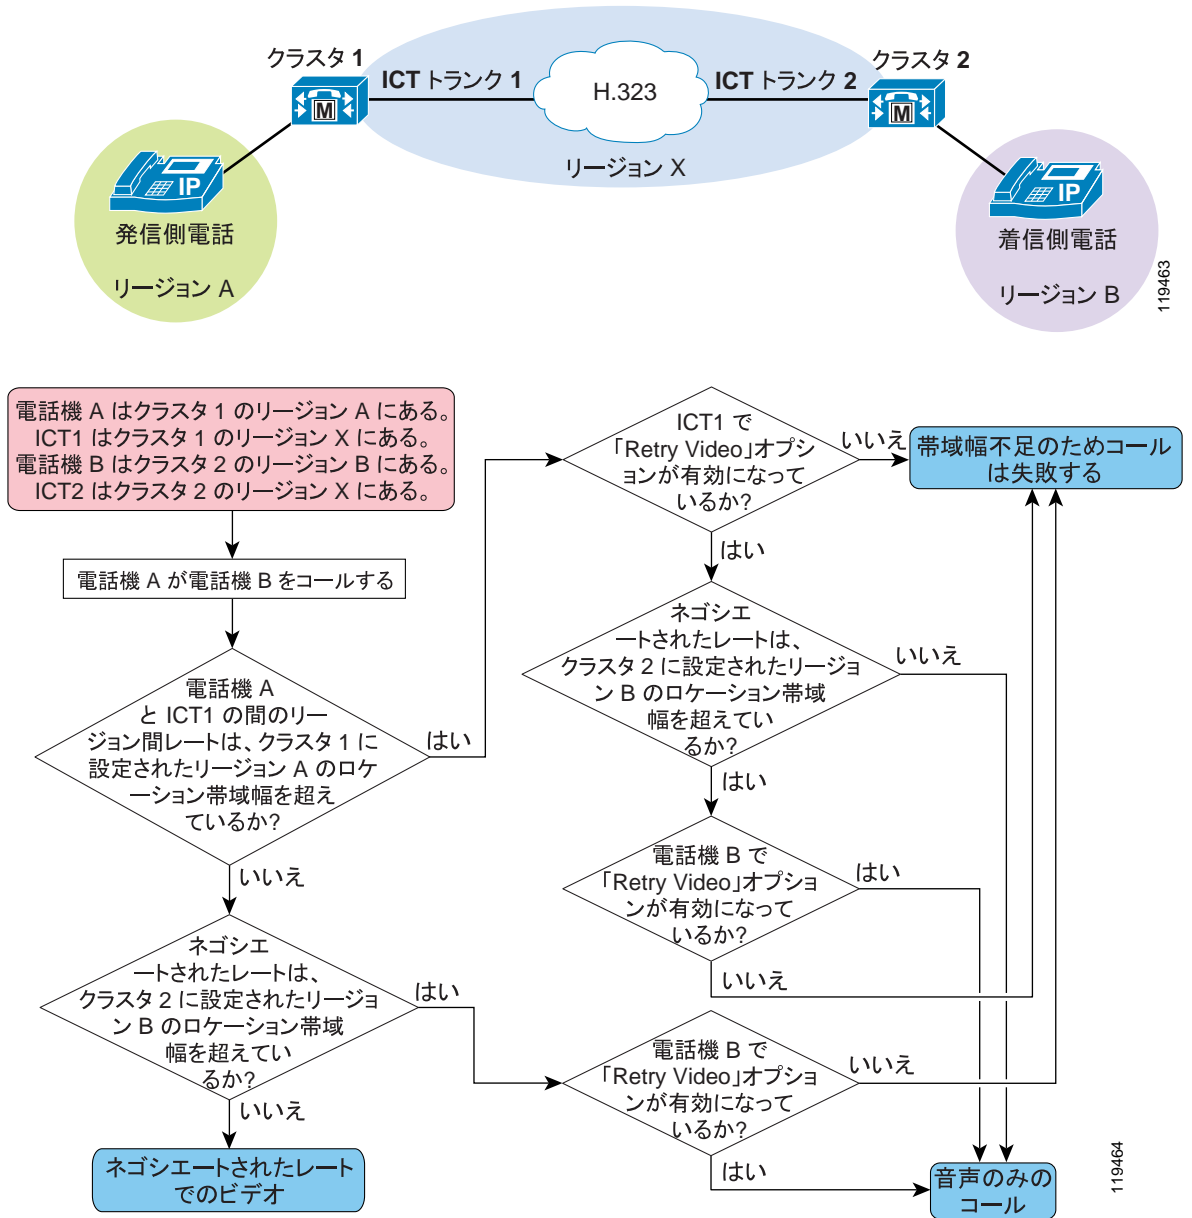 クラスタ 1
ICT トランク 1
H.323
ICT トランク 2
クラスタ 2
M
M
リージョン X
IP
発信側電話
リージョン A
IP
着信側電話
リージョン B
119463
電話機 A はクラスタ 1 のリージョン A にある。
ICT1 はクラスタ 1 のリージョン X にある。
電話機 B はクラスタ 2 のリージョン B にある。
ICT2 はクラスタ 2 のリージョン X にある。
電話機 A が電話機 B をコールする
電話機 A
と ICT1 の間のリー
ジョン間レートは、クラスタ 1 に
設定されたリージョン A のロケ
ーション帯域幅を超え
ているか?
はい
いいえ
ネゴシエ
ートされたレートは、
クラスタ 2 に設定されたリージョ
ン B のロケーション帯域
幅を超えてい
るか?
はい
いいえ
ネゴシエートされたレート
でのビデオ
ICT1 で
「Retry Video」オプシ
ョンが有効になって
いるか?
いいえ
はい
帯域幅不足のためコール
は失敗する
ネゴシエ
ートされたレートは、
クラスタ 2 に設定されたリージョ
ン B のロケーション帯域
幅を超えてい
るか?
いいえ
はい
電話機 B で
「Retry Video」オプショ
ンが有効になって
いるか?
はい
いいえ
電話機 B で
「Retry Video」オプショ
ンが有効になって
いるか?
いいえ
はい
音声のみの
コール
119464